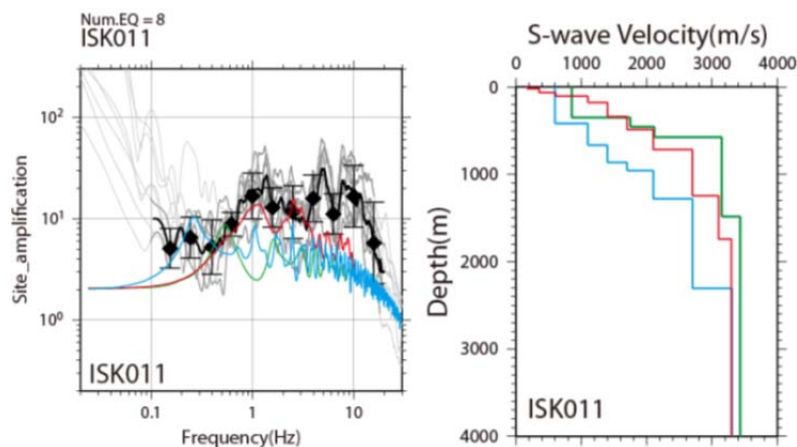 Num.EQ = 8
ISK011
10²
10¹
10⁰
Site_amplification
ISK011
0.1 1 10
Frequency(Hz)
S-wave Velocity(m/s)
0 1000 2000 3000 4000
0
1000
2000
3000
4000
Depth(m)
ISK011